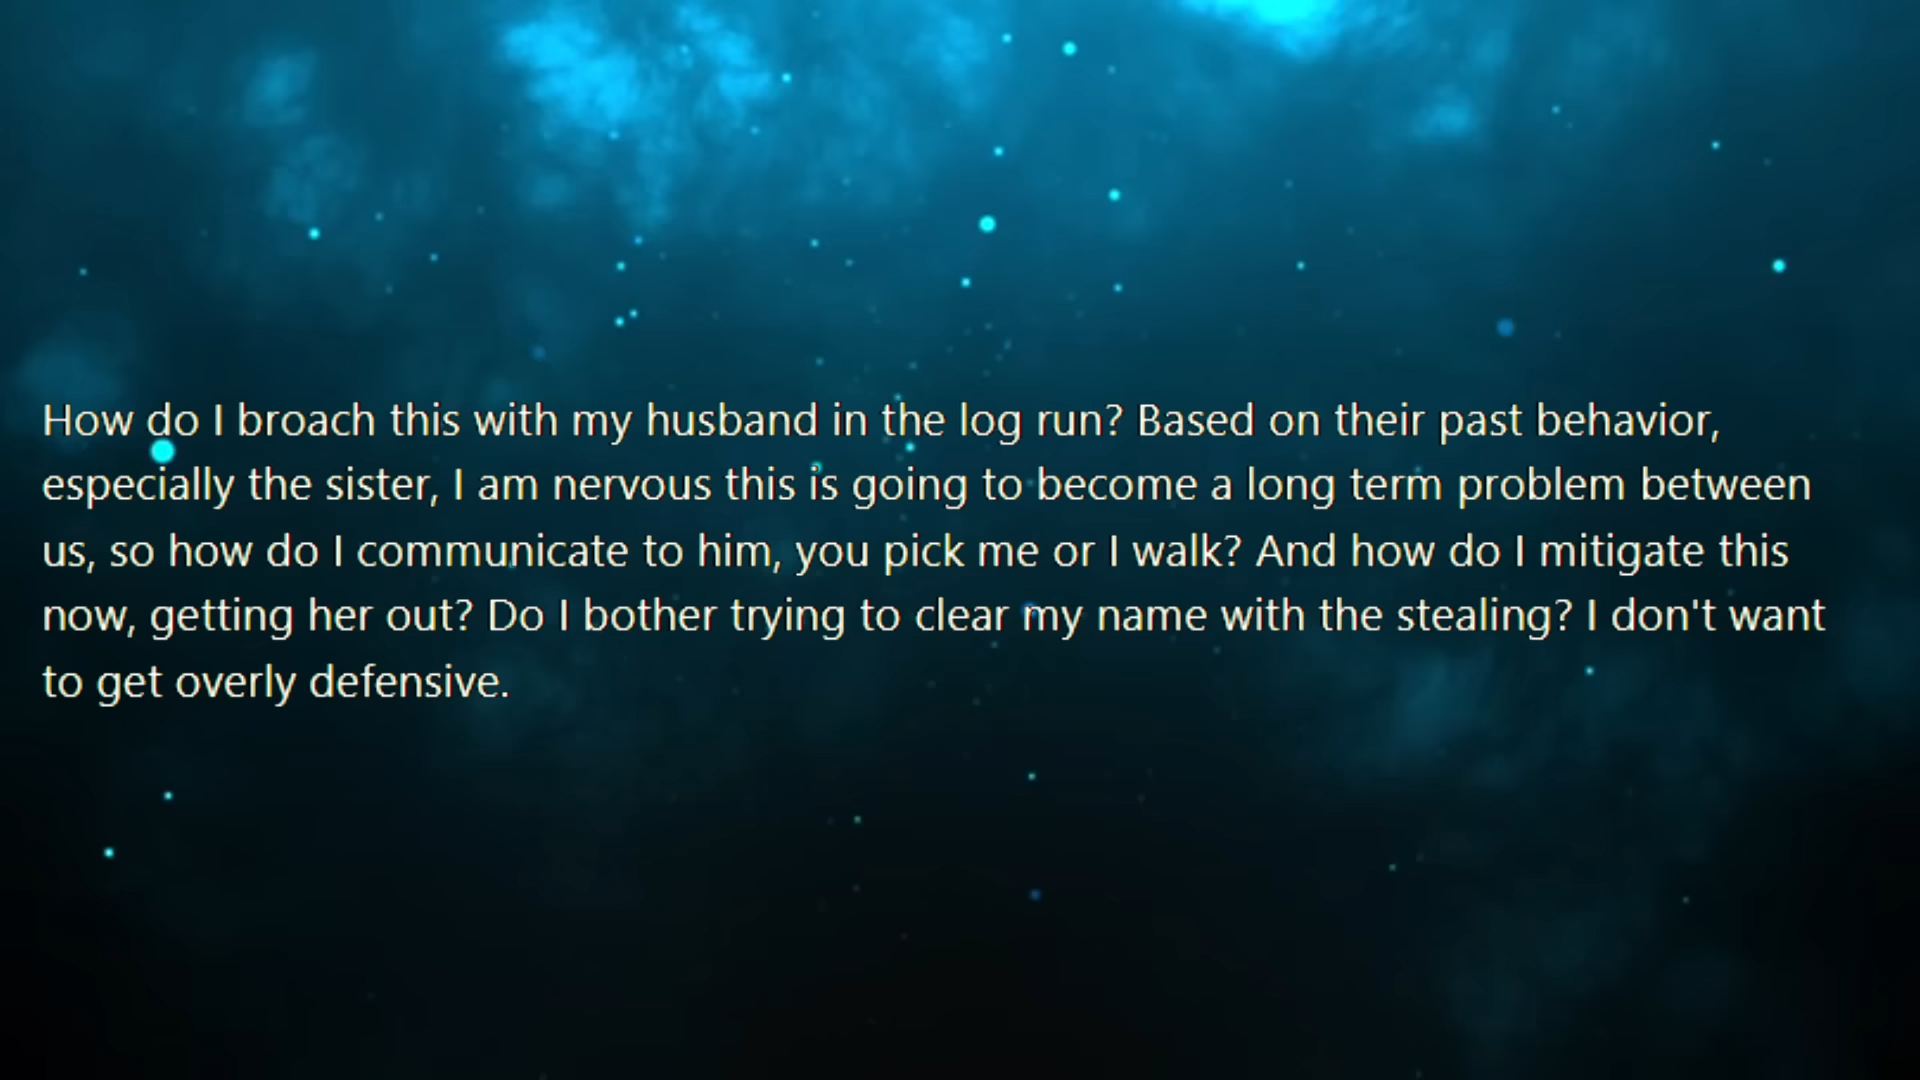 How do I broach this with my husband in the log run? Based on their past behavior,
especially the sister, I am nervous this is going to become a long term problem between
us, so how do I communicate to him, you pick me or I walk? And how do I mitigate this
now, getting her out? Do I bother trying to clear my name with the stealing? I don't want
to get overly defensive.